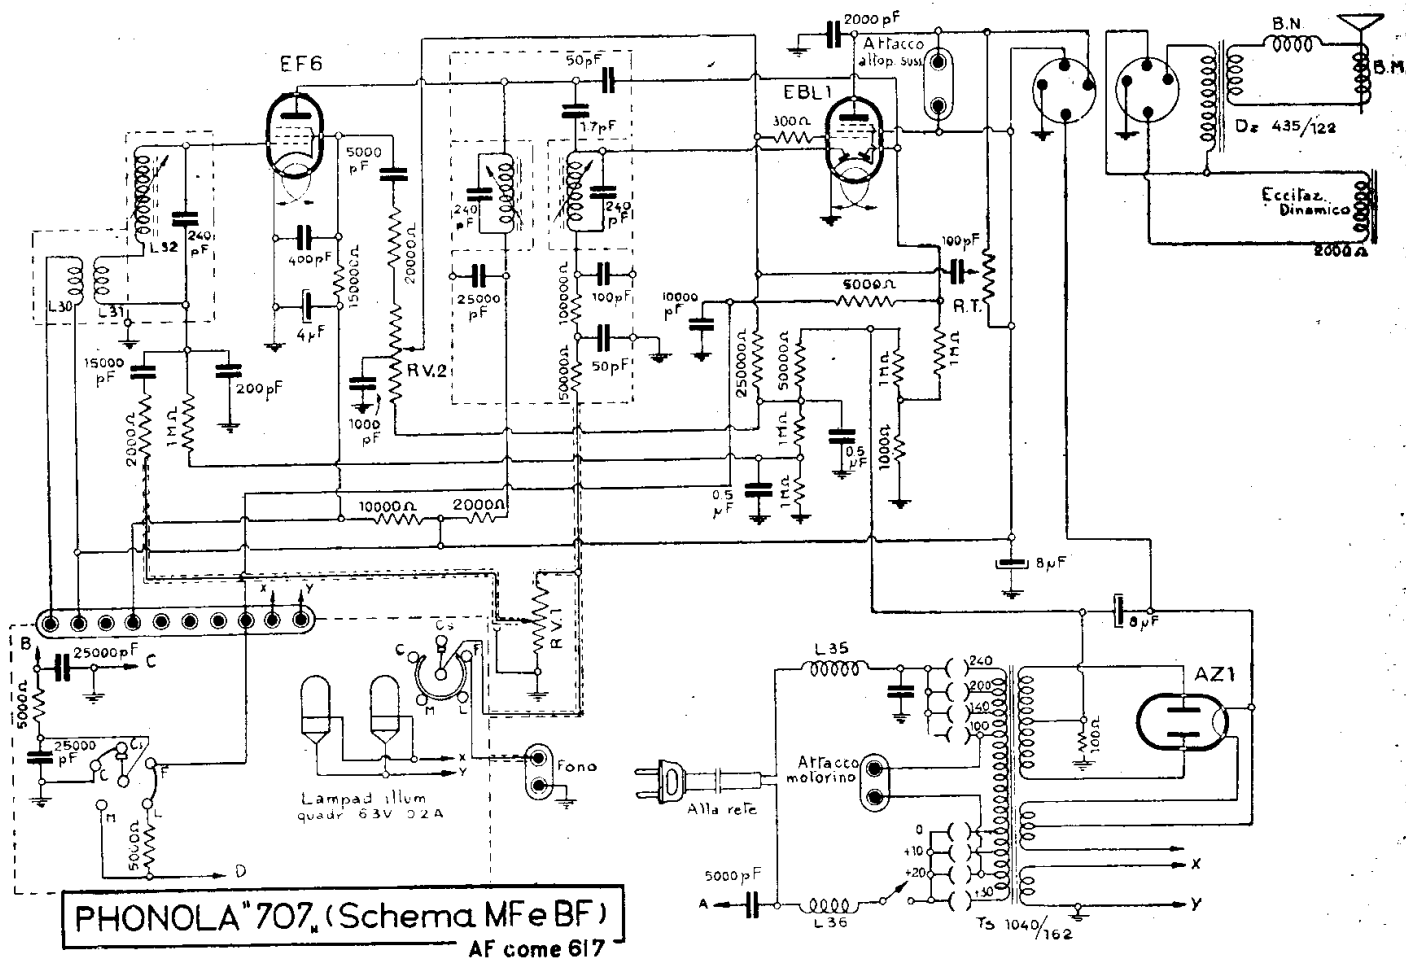 2000 pF
Attacco
altop. suss.
B.N.
B.M.
EF6
50pF
EBL1
1.7pF
300Ω
5000
pF
Dz 435/122
240
pF
240
pF
240
pF
L32
20000Ω
400pF
15000Ω
25000
pF
100pF
100000Ω
100pF
5000Ω
R.T.
10000
pF
Eccitaz.
Dinamico
2000Ω
L30
L31
4µF
15000
pF
200pF
RV.2
1000
pF
50pF
50000Ω
250000Ω
50000Ω
1MΩ
1MΩ
2000Ω
1MΩ
1MΩ
0.5
µF
1000Ω
0.5
µF
1MΩ
10000Ω
2000Ω
8µF
X
Y
RV.1
8µF
B
25000pF
C
5000Ω
25000
pF
C
F
M
L
5000Ω
D
C
Cs
F
M
L
X
Y
Lampad illum
quadr 6.3V 0.2A
Fono
L35
240
200
140
100
100Ω
AZ1
Attacco
motorino
Alla rete
0
+10
+20
+30
5000pF
A
L36
X
Y
Ts 1040/162
PHONOLA "707" (Schema MF e BF)
AF come 617